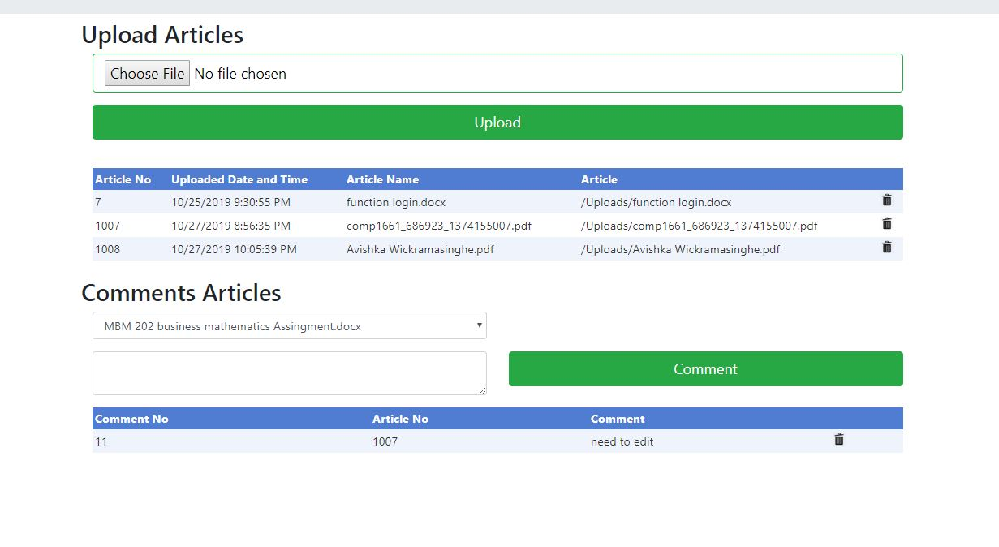 Upload Articles
Choose File No file chosen
Upload
Article No Uploaded Date and Time Article Name Article
7 10/25/2019 9:30:55 PM function login.docx /Uploads/function login.docx
1007 10/27/2019 8:56:35 PM comp1661_686923_1374155007.pdf /Uploads/comp1661_686923_1374155007.pdf
1008 10/27/2019 10:05:39 PM Avishka Wickramasinghe.pdf /Uploads/Avishka Wickramasinghe.pdf
Comments Articles
MBM 202 business mathematics Assingment.docx
Comment
Comment No Article No Comment
11 1007 need to edit